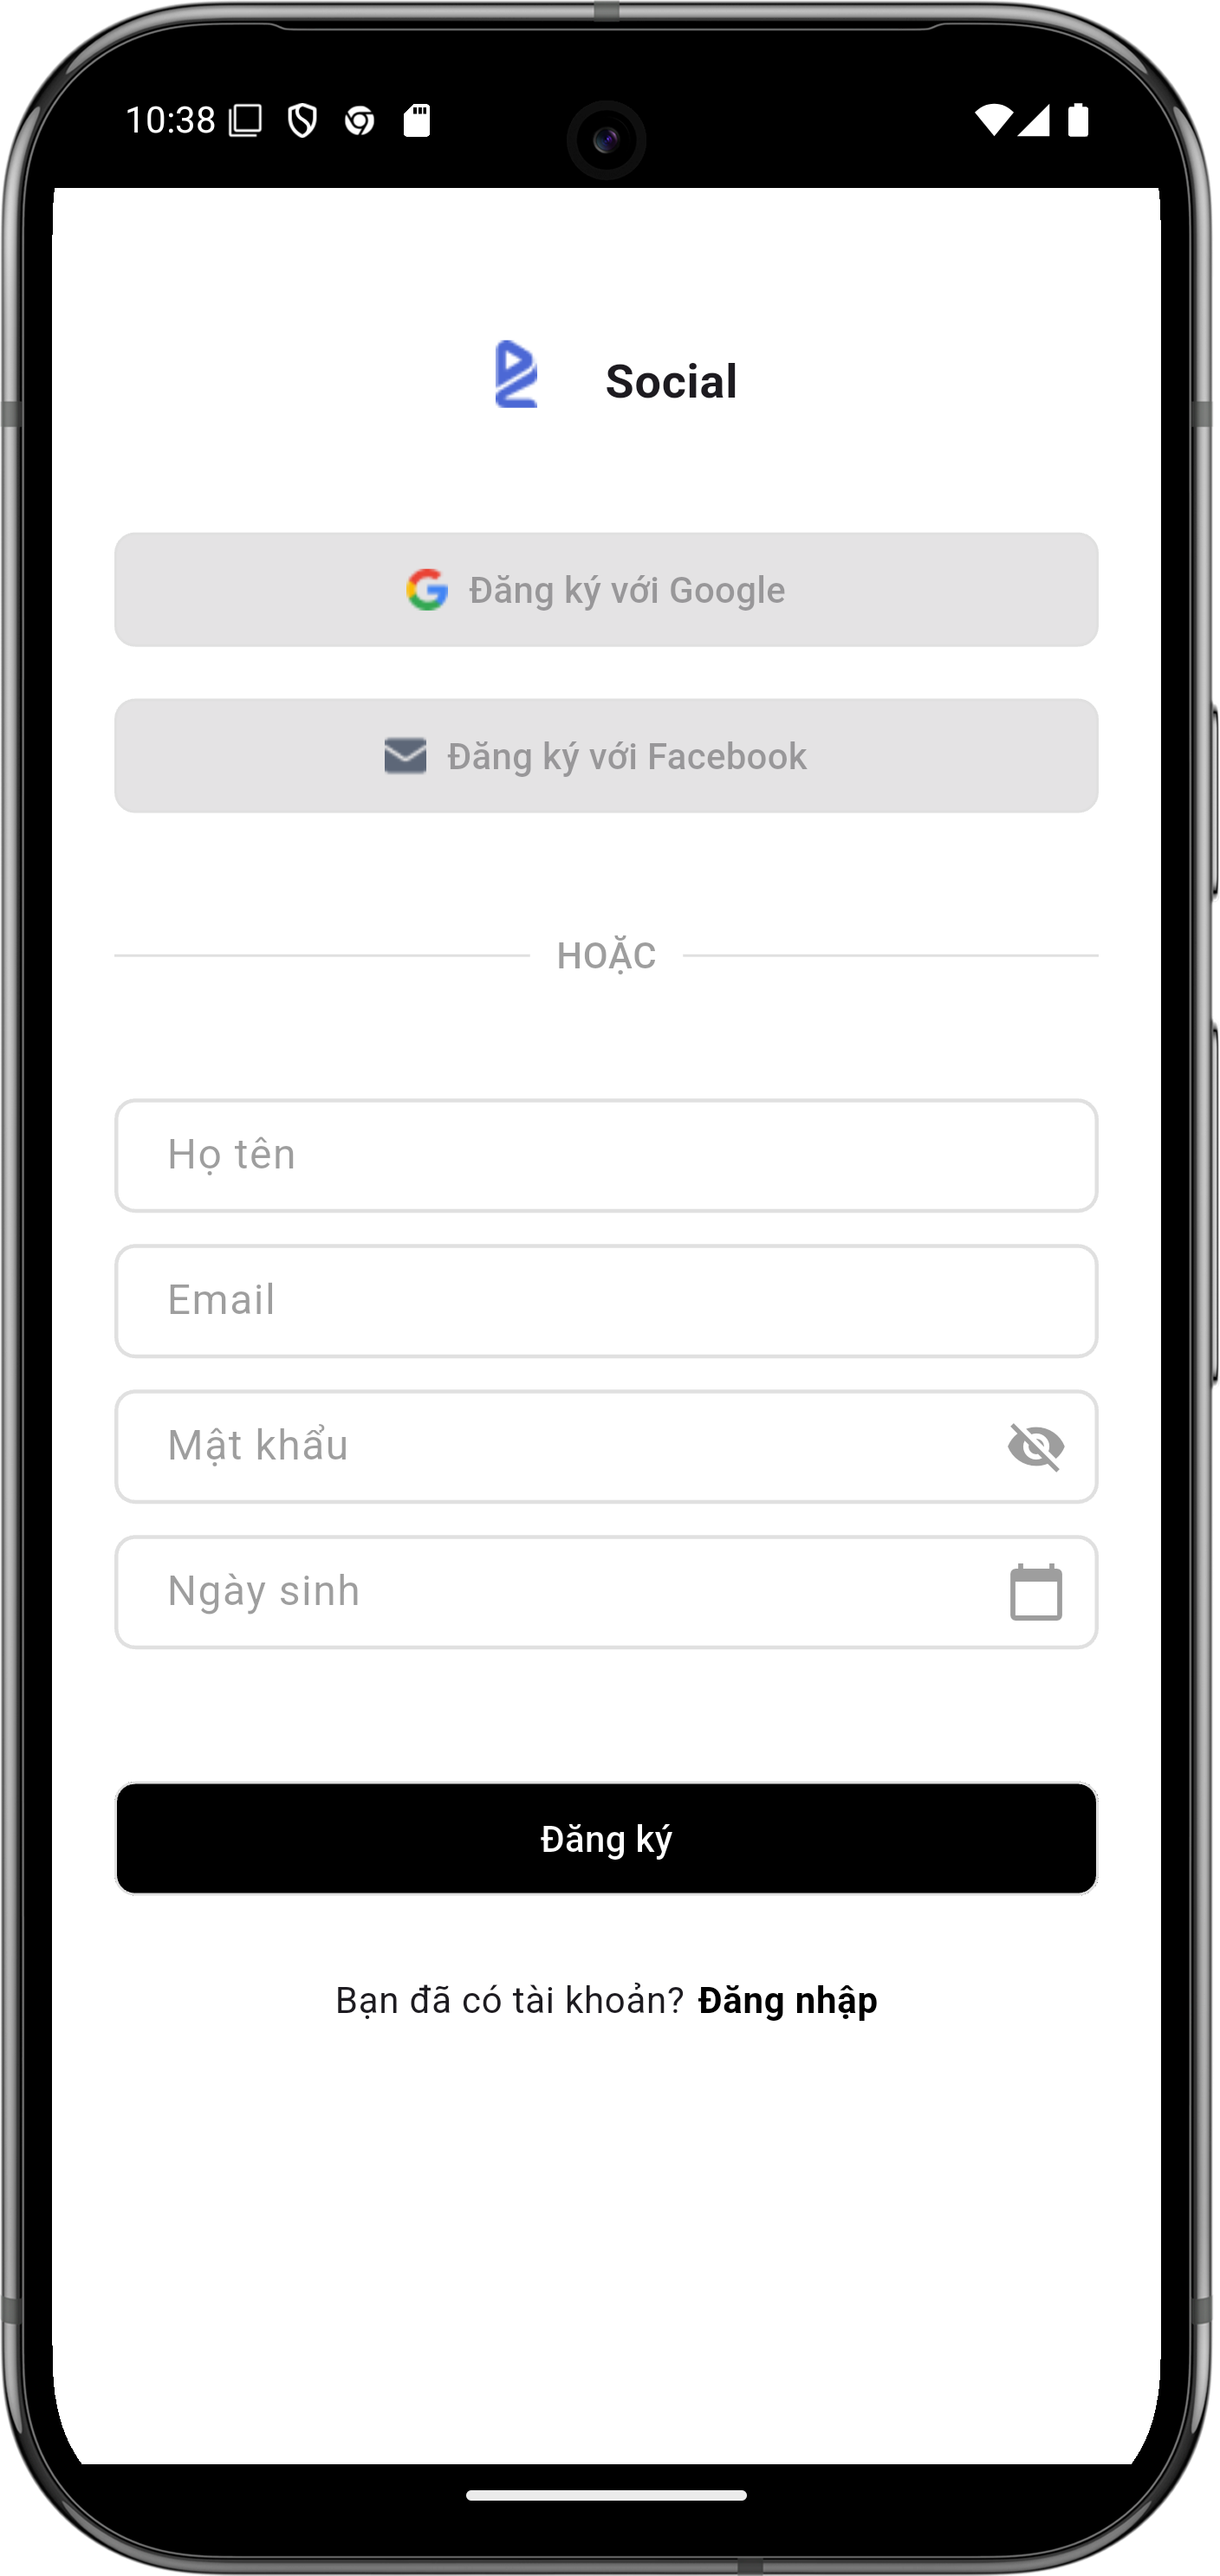 10:38
Social
Đăng ký với Google
Đăng ký với Facebook
HOẶC
Họ tên
Email
Mật khẩu
Ngày sinh
Đăng ký
Bạn đã có tài khoản? Đăng nhập